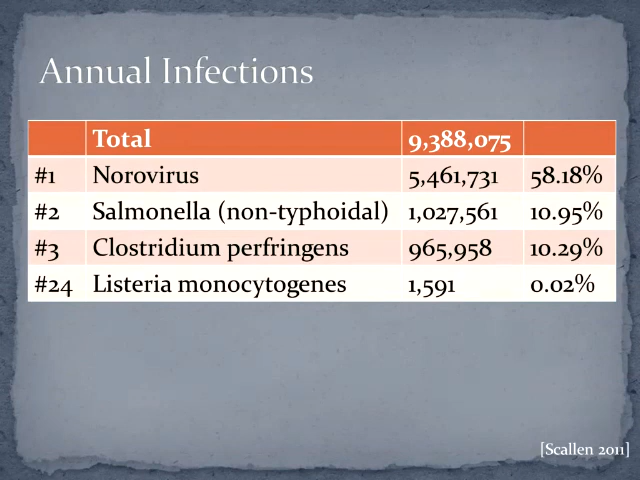 Annual Infections
Total 9,388,075
#1 Norovirus 5,461,731 58.18%
#2 Salmonella (non-typhoidal) 1,027,561 10.95%
#3 Clostridium perfringens 965,958 10.29%
#24 Listeria monocytogenes 1,591 0.02%
[Scallen 2011]